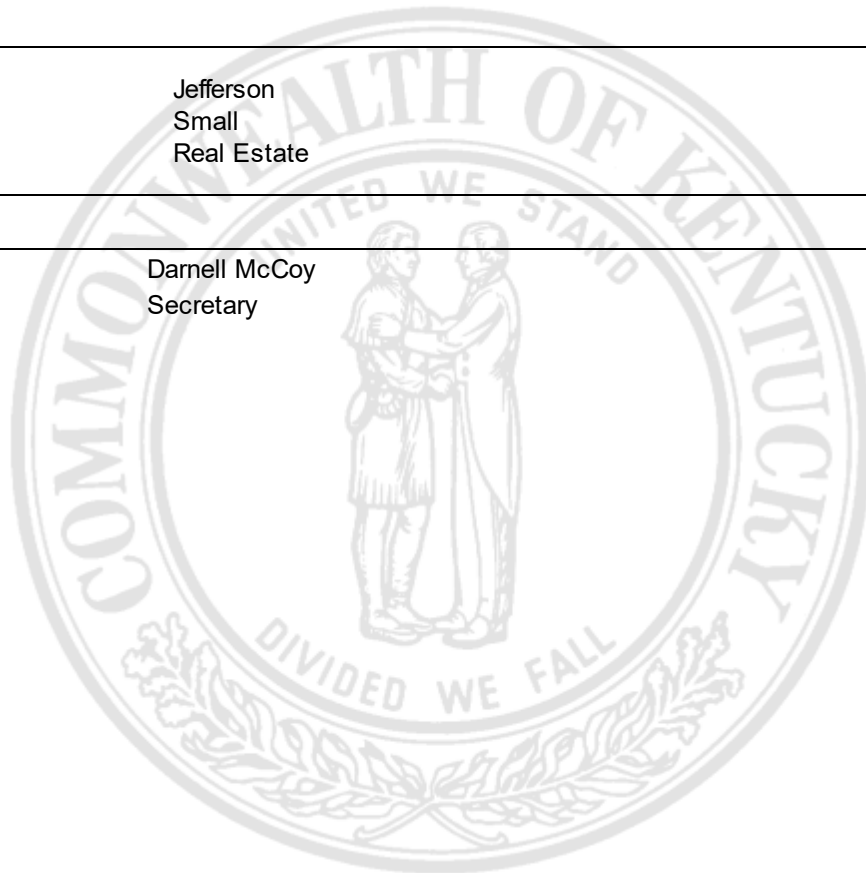 Jefferson
Small
Real Estate
Darnell McCoy
Secretary
COMMONWEALTH OF KENTUCKY
UNITED WE STAND
DIVIDED WE FALL